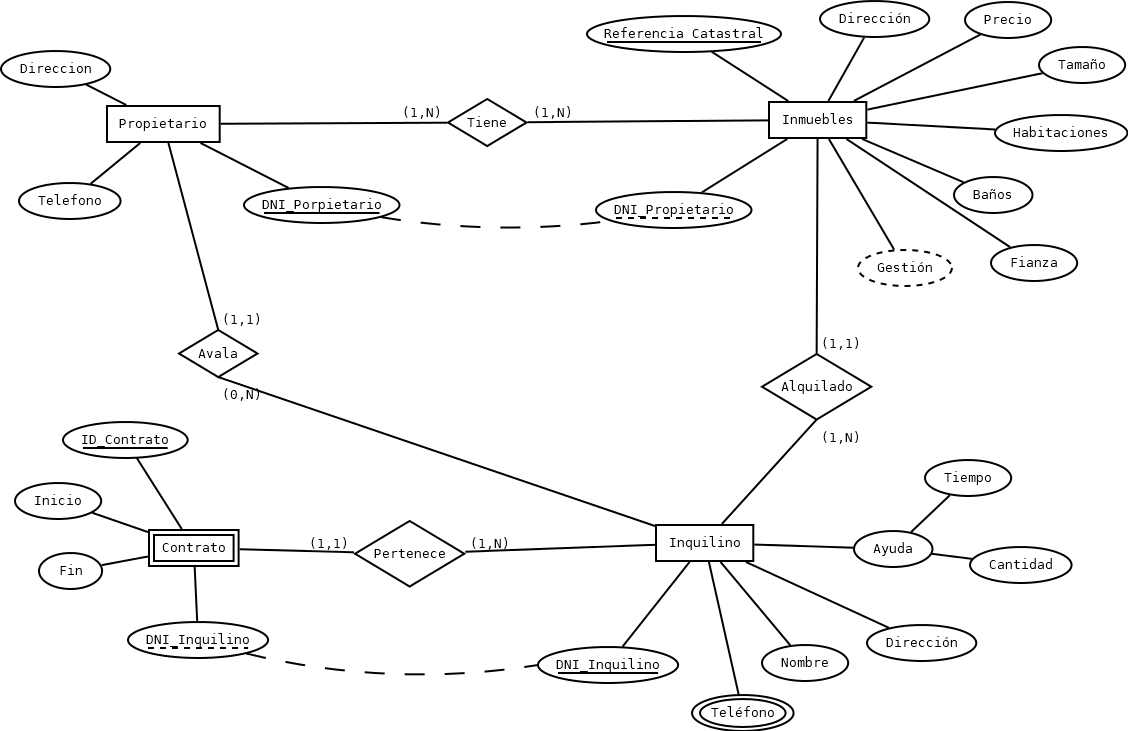 Referencia Catastral
Dirección
Precio
Direccion
Tamaño
(1,N)
(1,N)
Propietario
Tiene
Inmuebles
Habitaciones
Telefono
DNI_Porpietario
DNI_Propietario
Baños
Gestión
Fianza
(1,1)
(1,1)
Avala
Alquilado
(0,N)
(1,N)
ID_Contrato
Tiempo
Inicio
(1,1)
(1,N)
Inquilino
Contrato
Pertenece
Ayuda
Cantidad
Fin
DNI_Inquilino
DNI_Inquilino
Nombre
Dirección
Teléfono